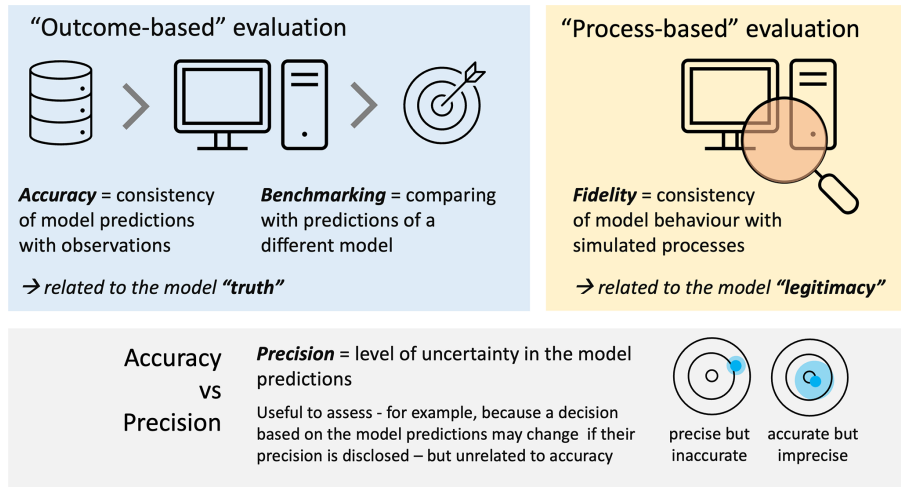 “Outcome-based” evaluation
Accuracy = consistency
of model predictions
with observations
Benchmarking = comparing
with predictions of a
different model
→ related to the model “truth”
“Process-based” evaluation
Fidelity = consistency
of model behaviour with
simulated processes
→ related to the model “legitimacy”
Accuracy
vs
Precision
Precision = level of uncertainty in the model
predictions
Useful to assess - for example, because a decision
based on the model predictions may change if their
precision is disclosed – but unrelated to accuracy
precise but
inaccurate
accurate but
imprecise